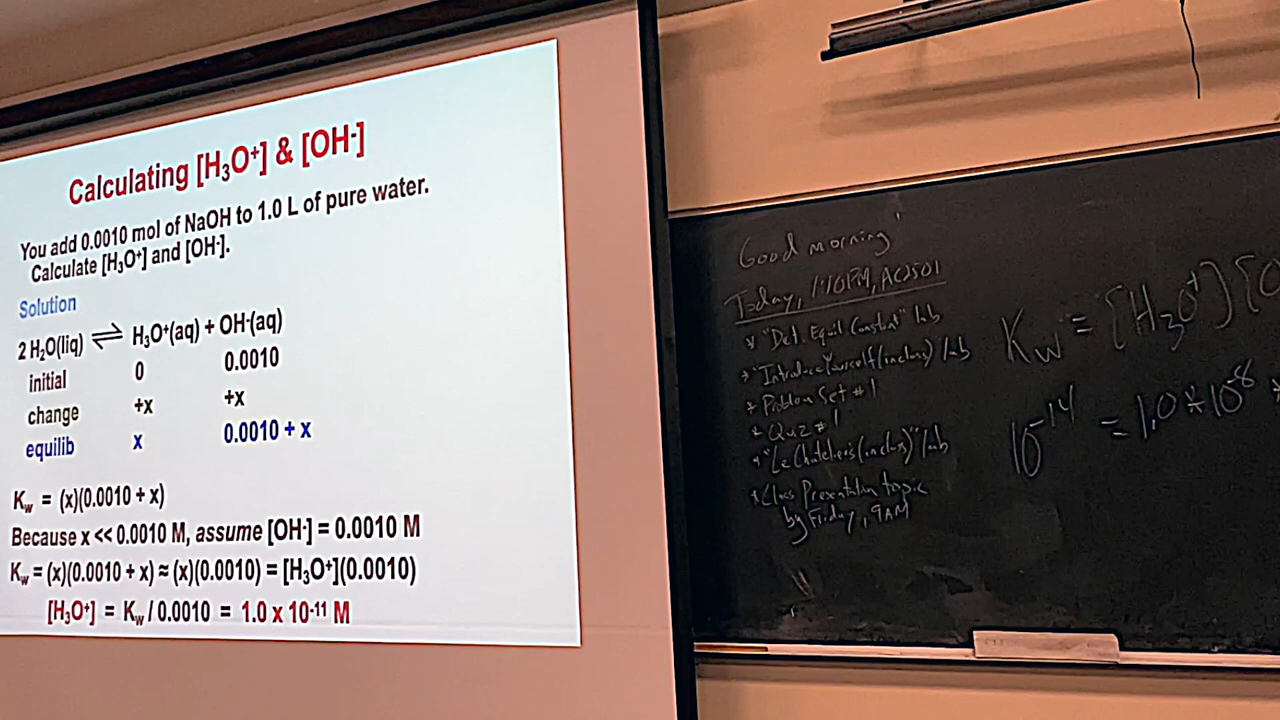 Calculating [H₃O⁺] & [OH⁻]
You add 0.0010 mol of NaOH to 1.0 L of pure water.
Calculate [H₃O⁺] and [OH⁻].
Solution
2 H₂O(liq) ⇌ H₃O⁺(aq) + OH⁻(aq)
initial 0 0.0010
change +x +x
equilib x 0.0010 + x
Kw = (x)(0.0010 + x)
Because x << 0.0010 M, assume [OH⁻] = 0.0010 M
Kw = (x)(0.0010 + x) ≈ (x)(0.0010) = [H₃O⁺](0.0010)
[H₃O⁺] = Kw / 0.0010 = 1.0 x 10⁻¹¹ M
Good morning
Today, 1:10PM, AC2501
* "Det. Equil Constant" lab
* "Introduce Yourself (inclass) lab
* Problem Set #1
* Quiz #1
* "Le Chatelier's (inclass)" lab
* Class Presentation topic
by Friday, 9AM
Kw = [H₃O⁺][O
10⁻¹⁴ = 1.0 * 10⁻⁸ *